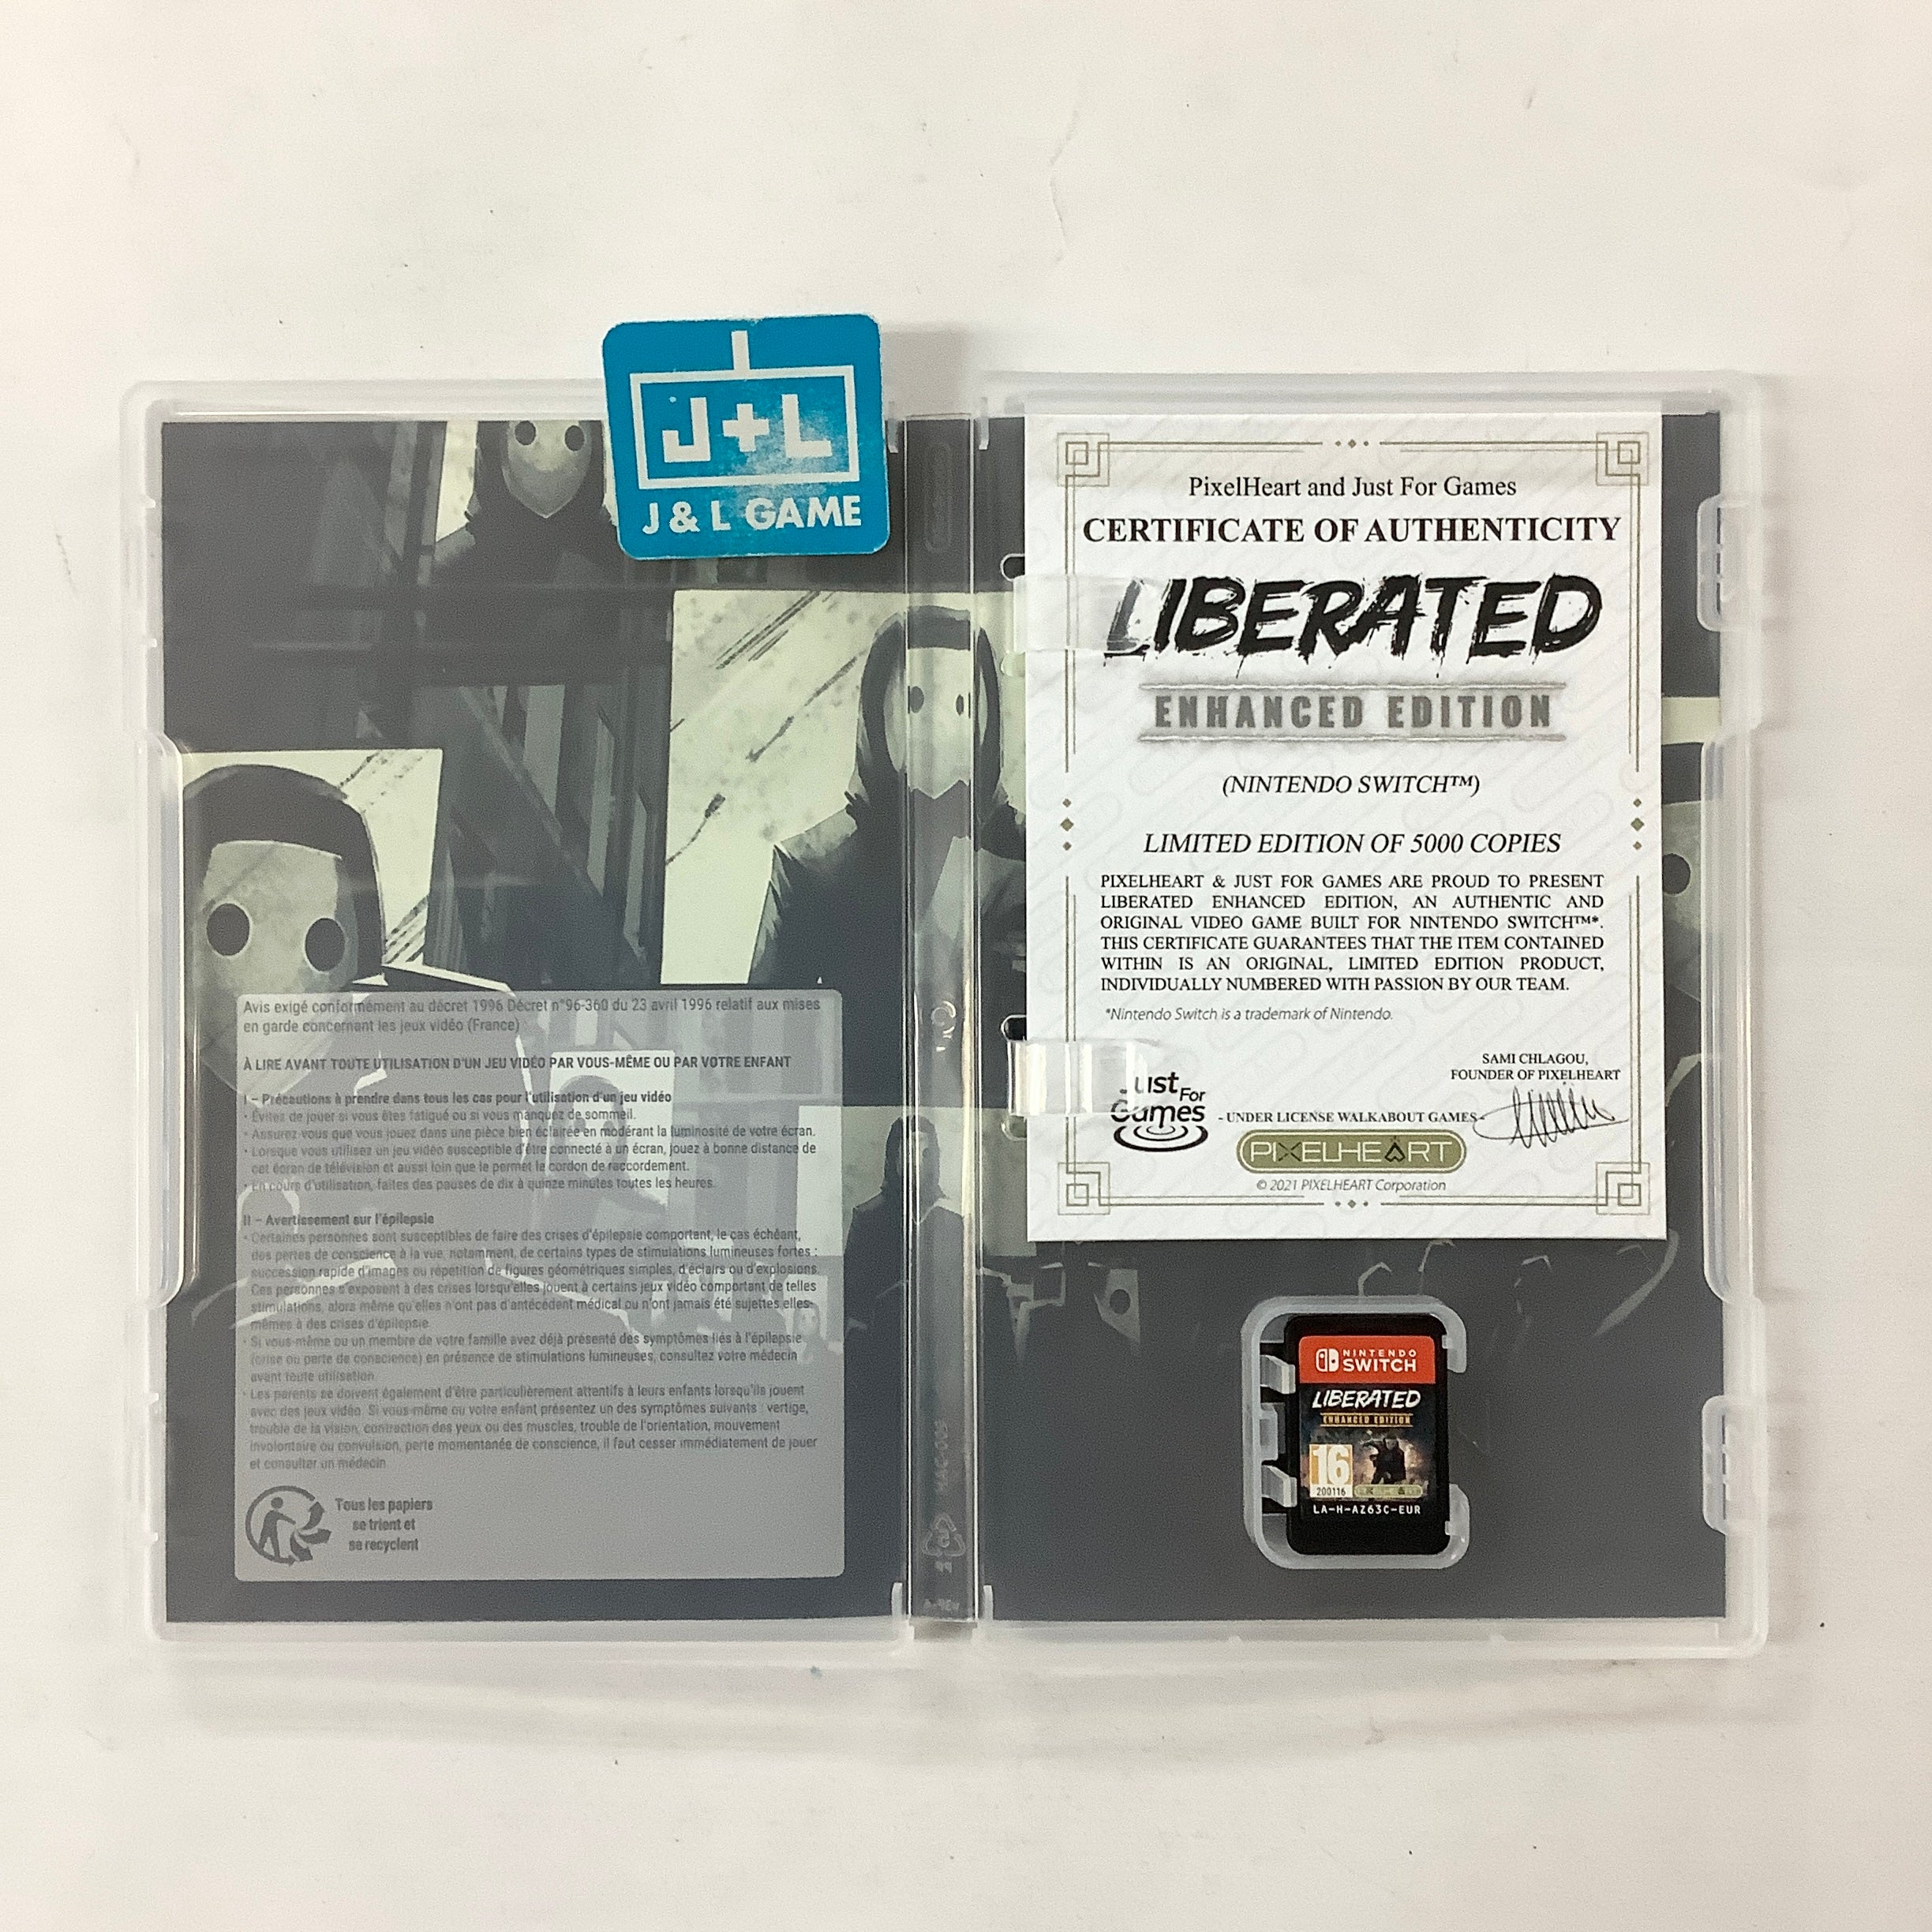 J+L
J & L GAME
Avis exigé conformément au décret 1996 Décret n°96-360 du 23 avril 1996 relatif aux mises
en garde concernant les jeux vidéo (France)
À LIRE AVANT TOUTE UTILISATION D'UN JEU VIDÉO PAR VOUS-MÊME OU PAR VOTRE ENFANT
I – Précautions à prendre dans tous les cas pour l'utilisation d'un jeu vidéo
• Évitez de jouer si vous êtes fatigué ou si vous manquez de sommeil.
• Assurez-vous que vous jouez dans une pièce bien éclairée en modérant la luminosité de votre écran.
• Lorsque vous utilisez un jeu vidéo susceptible d'être connecté à un écran, jouez à bonne distance de
cet écran de télévision et aussi loin que le permet le cordon de raccordement.
• En cours d'utilisation, faites des pauses de dix à quinze minutes toutes les heures.
II – Avertissement sur l'épilepsie
• Certaines personnes sont susceptibles de faire des crises d'épilepsie comportant, le cas échéant,
des pertes de conscience à la vue, notamment, de certains types de stimulations lumineuses fortes :
succession rapide d'images ou répétition de figures géométriques simples, d'éclairs ou d'explosions.
Ces personnes s'exposent à des crises lorsqu'elles jouent à certains jeux vidéo comportant de telles
stimulations, alors même qu'elles n'ont pas d'antécédent médical ou n'ont jamais été sujettes elles-
mêmes à des crises d'épilepsie.
• Si vous-même ou un membre de votre famille avez déjà présenté des symptômes liés à l'épilepsie
(crise ou perte de conscience) en présence de stimulations lumineuses, consultez votre médecin
avant toute utilisation.
• Les parents se doivent également d'être particulièrement attentifs à leurs enfants lorsqu'ils jouent
avec des jeux vidéo. Si vous-même ou votre enfant présentez un des symptômes suivants : vertige,
trouble de la vision, contraction des yeux ou des muscles, trouble de l'orientation, mouvement
involontaire ou convulsion, perte momentanée de conscience, il faut cesser immédiatement de jouer
et consulter un médecin.
Tous les papiers
se trient et
se recyclent
PixelHeart and Just For Games
CERTIFICATE OF AUTHENTICITY
LIBERATED
ENHANCED EDITION
(NINTENDO SWITCH™)
LIMITED EDITION OF 5000 COPIES
PIXELHEART & JUST FOR GAMES ARE PROUD TO PRESENT
LIBERATED ENHANCED EDITION, AN AUTHENTIC AND
ORIGINAL VIDEO GAME BUILT FOR NINTENDO SWITCH™*.
THIS CERTIFICATE GUARANTEES THAT THE ITEM CONTAINED
WITHIN IS AN ORIGINAL, LIMITED EDITION PRODUCT,
INDIVIDUALLY NUMBERED WITH PASSION BY OUR TEAM.
*Nintendo Switch is a trademark of Nintendo.
SAMI CHLAGOU,
FOUNDER OF PIXELHEART
Just For
Games
- UNDER LICENSE WALKABOUT GAMES -
PIXELHEART
© 2021 PIXELHEART Corporation
NINTENDO
SWITCH
LIBERATED
ENHANCED EDITION
16
200116
LA-H-AZ63C-EUR